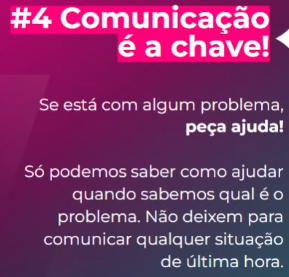 #4 Comunicação
é a chave!
Se está com algum problema,
peça ajuda!
Só podemos saber como ajudar
quando sabemos qual é o
problema. Não deixem para
comunicar qualquer situação
de última hora.